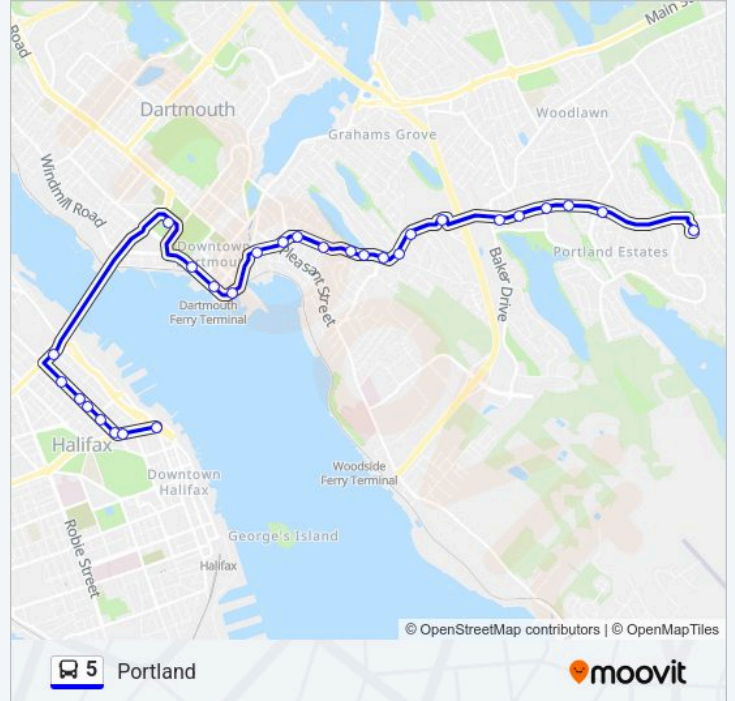 Road
Main S
Dartmouth
Woodlawn
Grahams Grove
Windmill Road
Downtown
Dartmouth
Pleasant Street
Portland Estates
Baker Drive
Dartmouth
Ferry Terminal
Halifax
Downtown
Halifax
Woodside
Ferry Terminal
Robie Street
George's Island
Halifax
© OpenStreetMap contributors | © OpenMapTiles
5 Portland
moovit